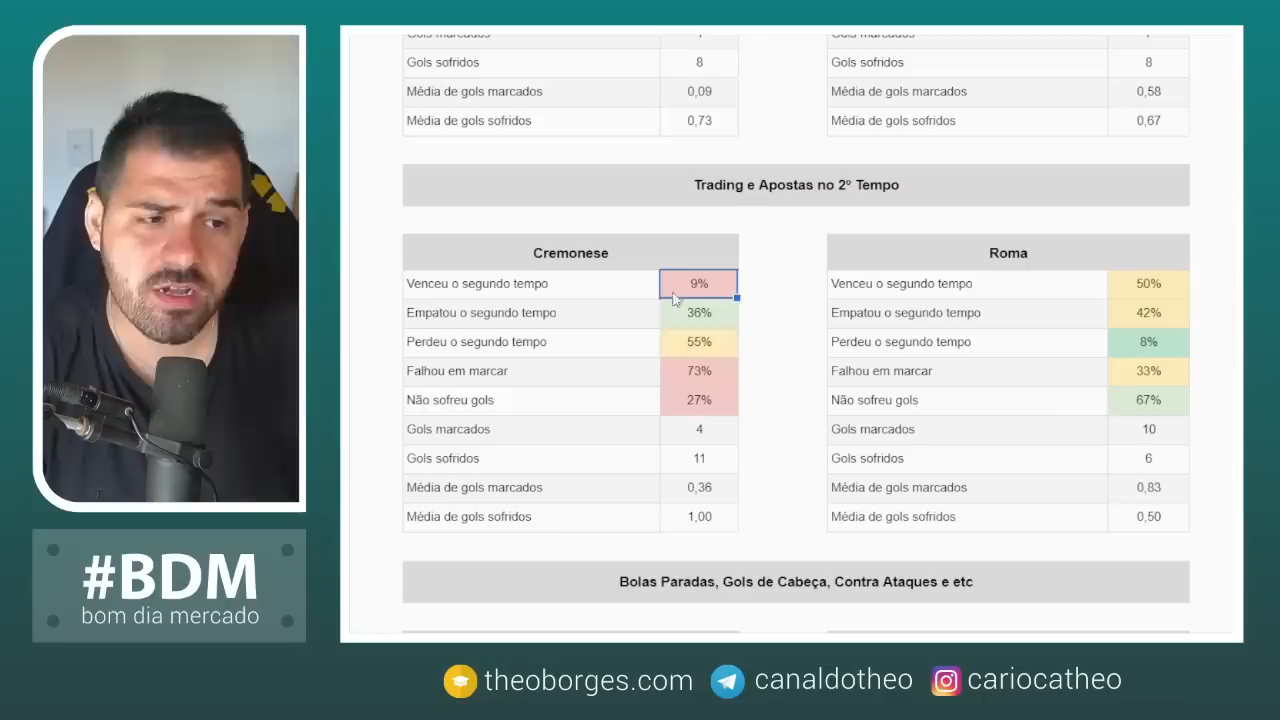 Gols sofridos 8 Gols sofridos 8
Média de gols marcados 0,09 Média de gols marcados 0,58
Média de gols sofridos 0,73 Média de gols sofridos 0,67
Trading e Apostas no 2º Tempo
Cremonese Roma
Venceu o segundo tempo 9% Venceu o segundo tempo 50%
Empatou o segundo tempo 36% Empatou o segundo tempo 42%
Perdeu o segundo tempo 55% Perdeu o segundo tempo 8%
Falhou em marcar 73% Falhou em marcar 33%
Não sofreu gols 27% Não sofreu gols 67%
Gols marcados 4 Gols marcados 10
Gols sofridos 11 Gols sofridos 6
Média de gols marcados 0,36 Média de gols marcados 0,83
Média de gols sofridos 1,00 Média de gols sofridos 0,50
Bolas Paradas, Gols de Cabeça, Contra Ataques e etc
#BDM
bom dia mercado
theoborges.com canaldotheo cariocatheo